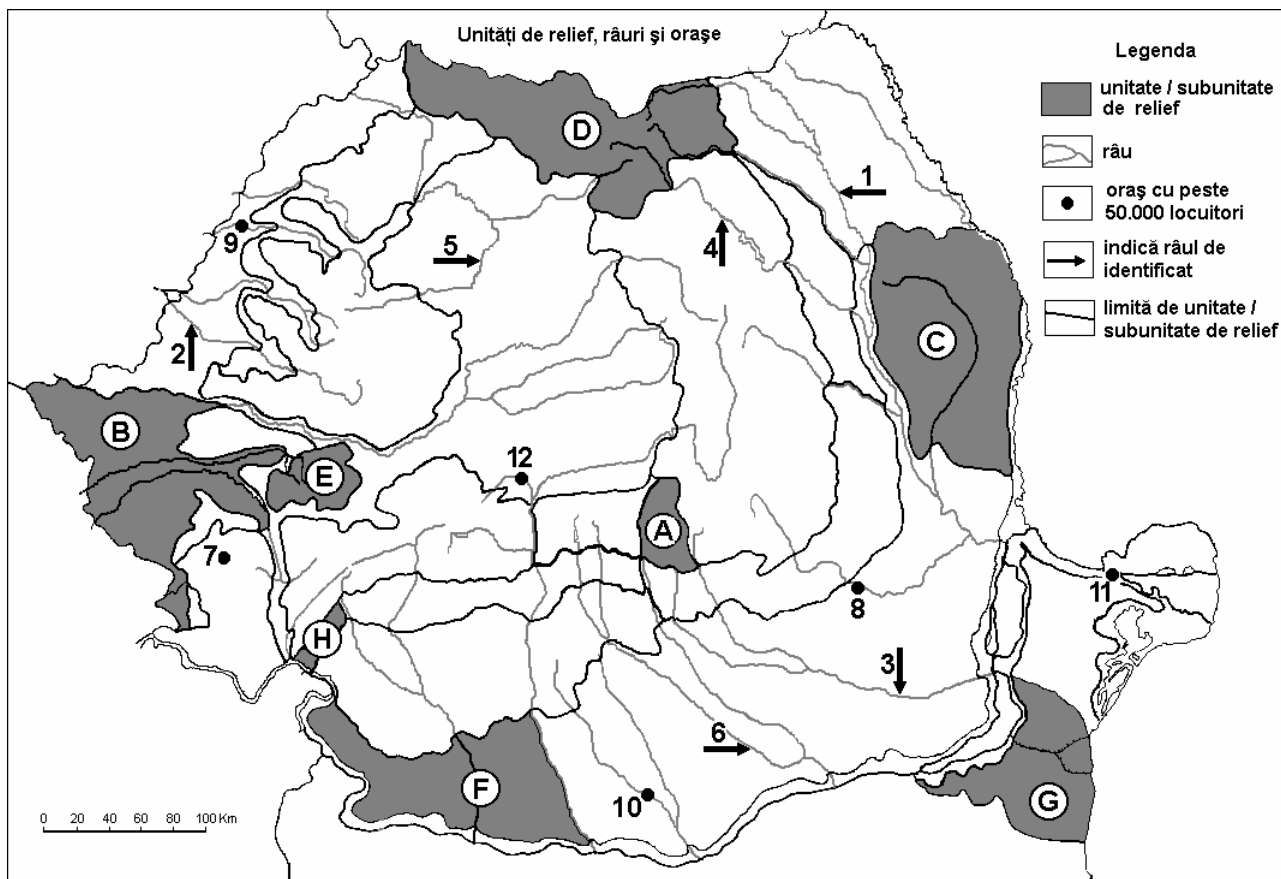 Unități de relief, râuri și orașe
Legenda
unitate / subunitate
de relief
râu
oraș cu peste
50.000 locuitori
indică râul de
identificat
limită de unitate /
subunitate de relief
D
1
9
5
4
C
2
B
12
E
A
7
11
8
H
3
6
F
10
G
0 20 40 60 80 100 Km